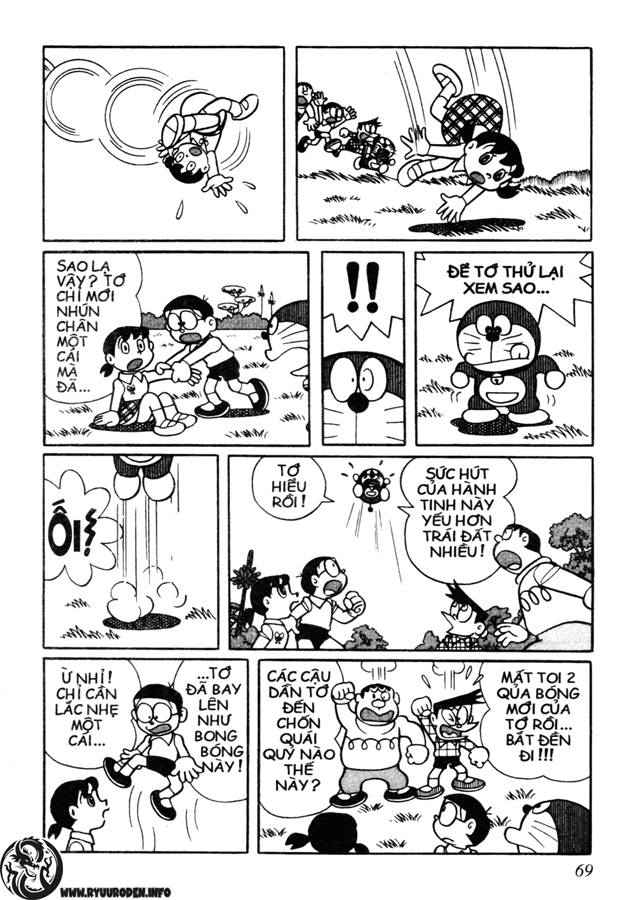 SAO LẠ
VẬY? TỚ
CHỈ MỚI
NHÚN
CHÂN
MỘT
CÁI
MÀ
ĐÃ...
!!
ĐỂ TỚ THỬ LẠI
XEM SAO...
ỐI!
TỚ
HIỂU
RỒI!
SỨC HÚT
CỦA HÀNH
TINH NÀY
YẾU HƠN
TRÁI ĐẤT
NHIỀU!
Ừ NHỈ!
CHỈ CẦN
LẮC NHẸ
MỘT
CÁI...
...TỚ
ĐÃ BAY
LÊN
NHƯ
BONG
BÓNG
NÀY!
CÁC CẬU
DẪN TỚ
ĐẾN
CHỐN
QUÁI
QUỶ NÀO
THẾ
NÀY?
MẤT TOI 2
QỦA BÓNG
MỚI CỦA
TỚ RỒI...
BẮT ĐỀN
ĐI!!!
69
WWW.RYUURODEN.INFO